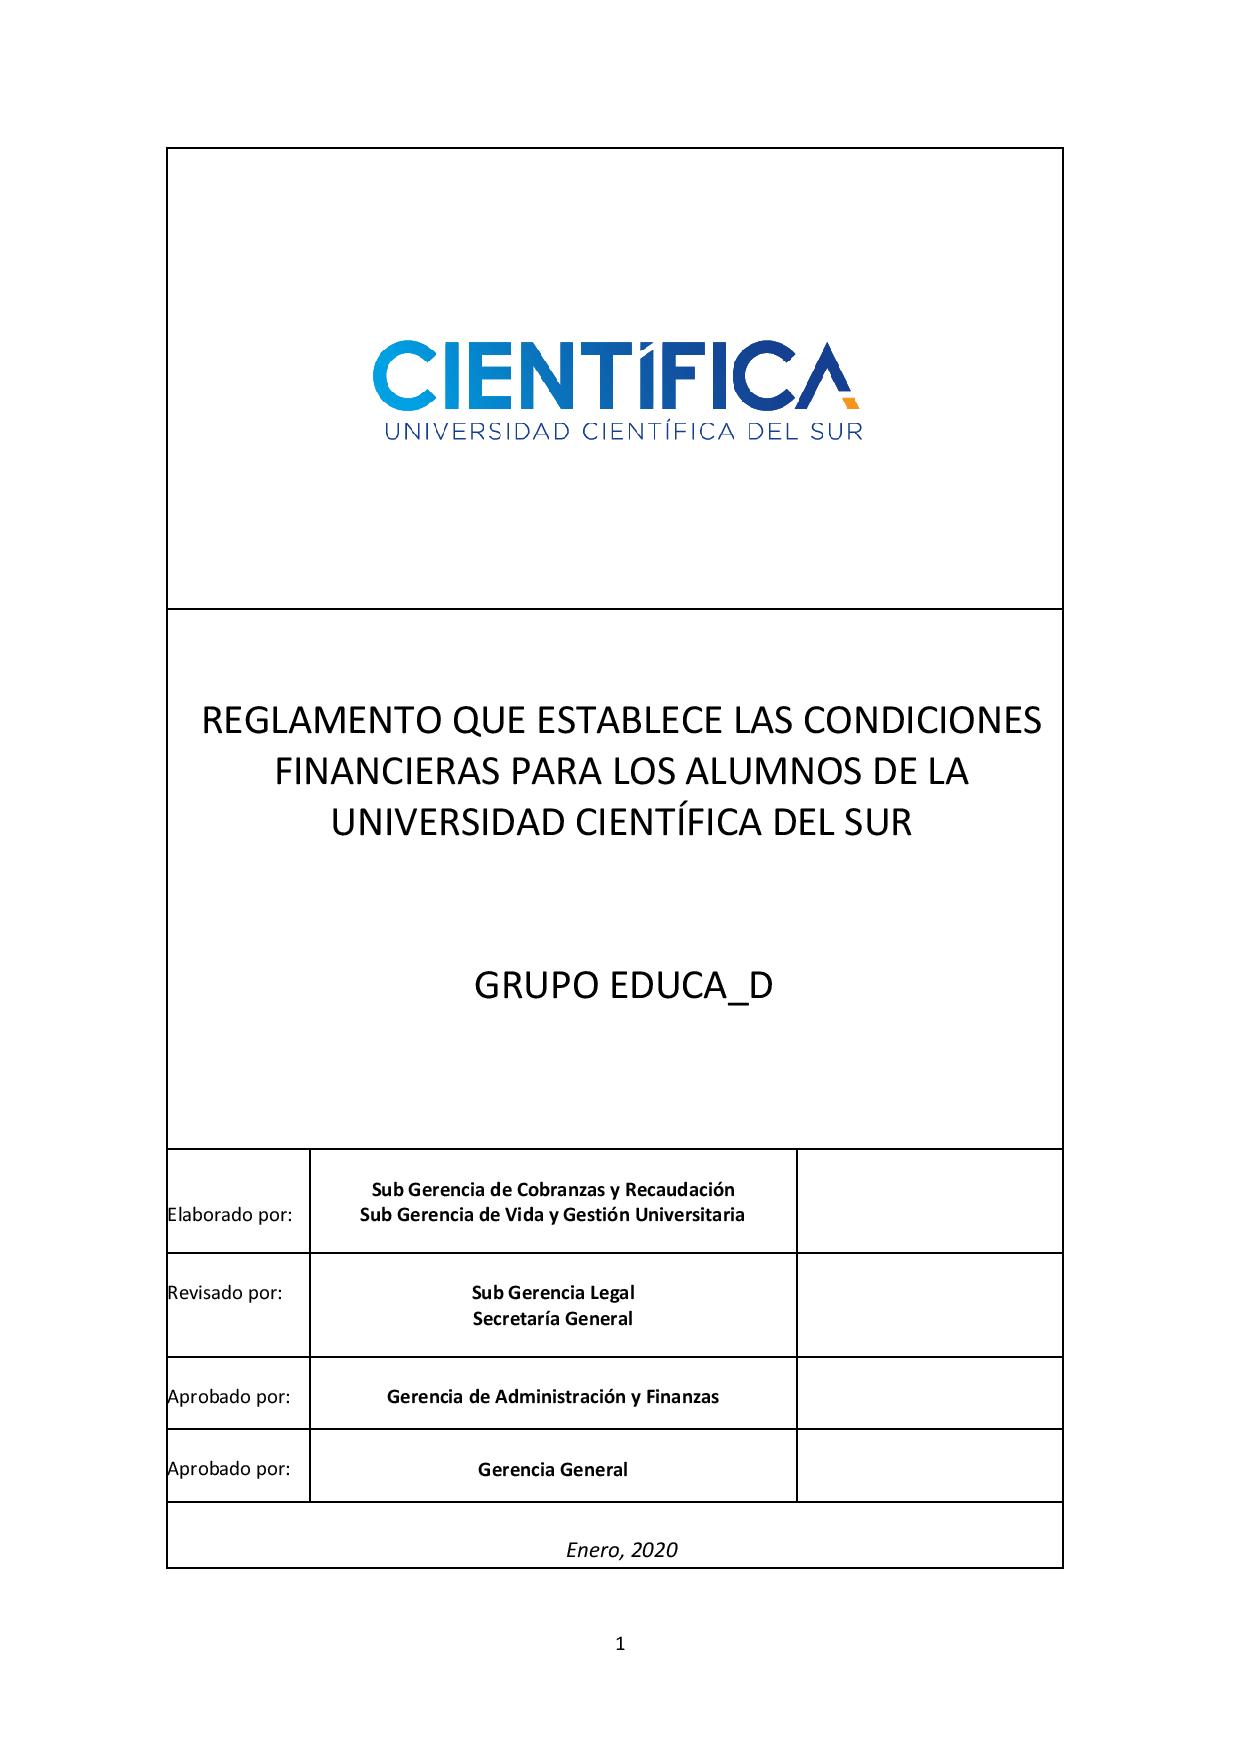 CIENTÍFICA
UNIVERSIDAD CIENTÍFICA DEL SUR
REGLAMENTO QUE ESTABLECE LAS CONDICIONES
FINANCIERAS PARA LOS ALUMNOS DE LA
UNIVERSIDAD CIENTÍFICA DEL SUR
GRUPO EDUCA_D
Sub Gerencia de Cobranzas y Recaudación
Elaborado por: Sub Gerencia de Vida y Gestión Universitaria
Revisado por: Sub Gerencia Legal
Secretaría General
Aprobado por: Gerencia de Administración y Finanzas
Aprobado por: Gerencia General
Enero, 2020
1